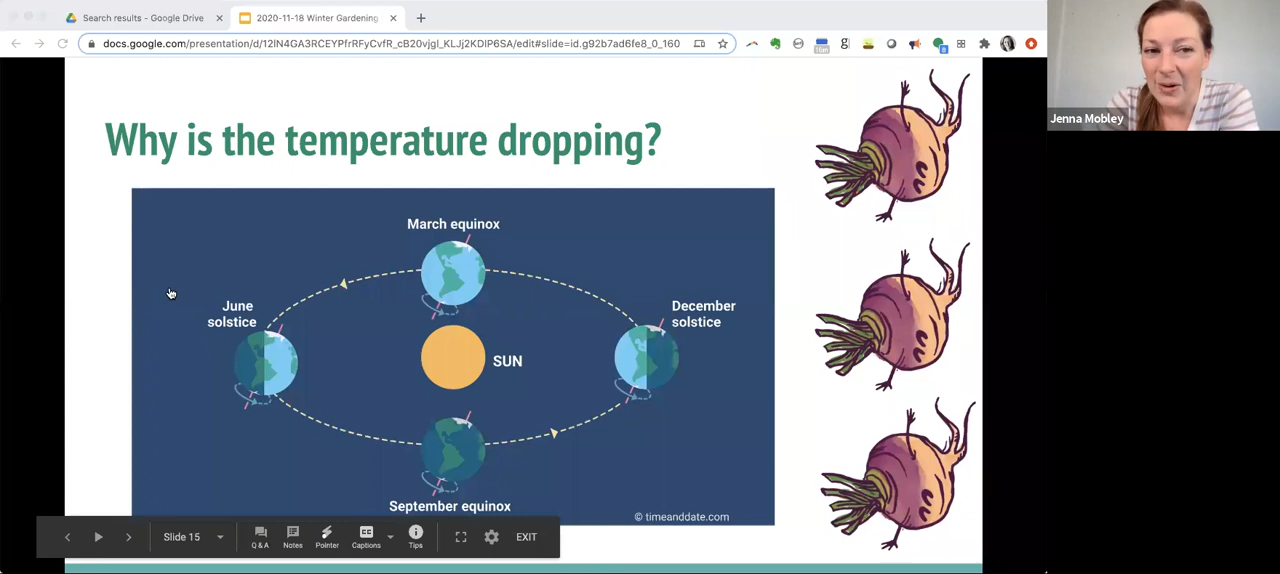 Search results - Google Drive
2020-11-18 Winter Gardening
docs.google.com/presentation/d/12lN4GA3RCEYPfrRFyCvfR_cB20vjgI_KLJj2KDlP6SA/edit#slide=id.g92b7ad6fe8_0_160
Jenna Mobley
Why is the temperature dropping?
March equinox
June
solstice
December
solstice
SUN
September equinox
© timeanddate.com
Slide 15
Q & A
Notes
Pointer
Captions
Tips
EXIT